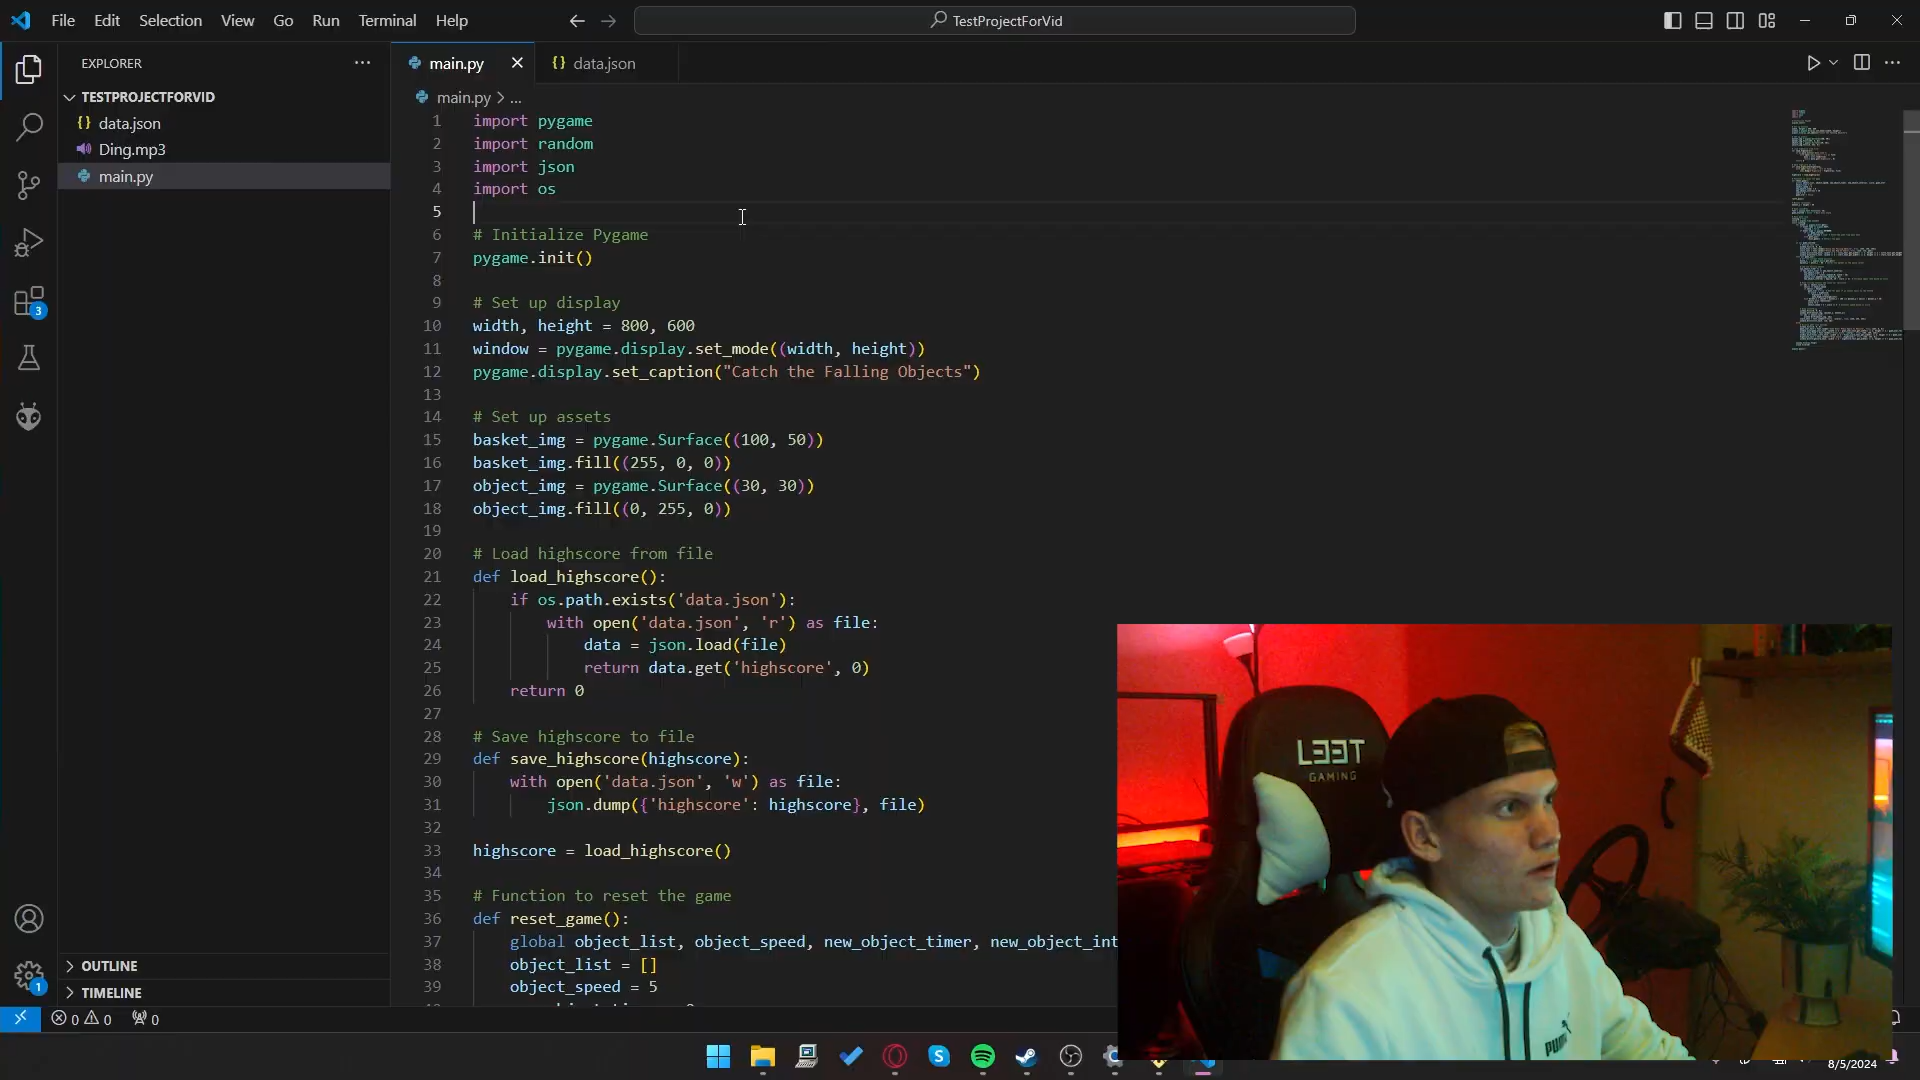 File Edit Selection View Go Run Terminal Help
TestProjectForVid
EXPLORER
TESTPROJECTFORVID
{} data.json
Ding.mp3
main.py
OUTLINE
TIMELINE
3
1
main.py
{} data.json
main.py > ...
1 import pygame
2 import random
3 import json
4 import os
5
6 # Initialize Pygame
7 pygame.init()
8
9 # Set up display
10 width, height = 800, 600
11 window = pygame.display.set_mode((width, height))
12 pygame.display.set_caption("Catch the Falling Objects")
13
14 # Set up assets
15 basket_img = pygame.Surface((100, 50))
16 basket_img.fill((255, 0, 0))
17 object_img = pygame.Surface((30, 30))
18 object_img.fill((0, 255, 0))
19
20 # Load highscore from file
21 def load_highscore():
22 if os.path.exists('data.json'):
23 with open('data.json', 'r') as file:
24 data = json.load(file)
25 return data.get('highscore', 0)
26 return 0
27
28 # Save highscore to file
29 def save_highscore(highscore):
30 with open('data.json', 'w') as file:
31 json.dump({'highscore': highscore}, file)
32
33 highscore = load_highscore()
34
35 # Function to reset the game
36 def reset_game():
37 global object_list, object_speed, new_object_timer, new_object_int
38 object_list = []
39 object_speed = 5
L33T
GAMING
PUMA
0 0 0
8/5/2024